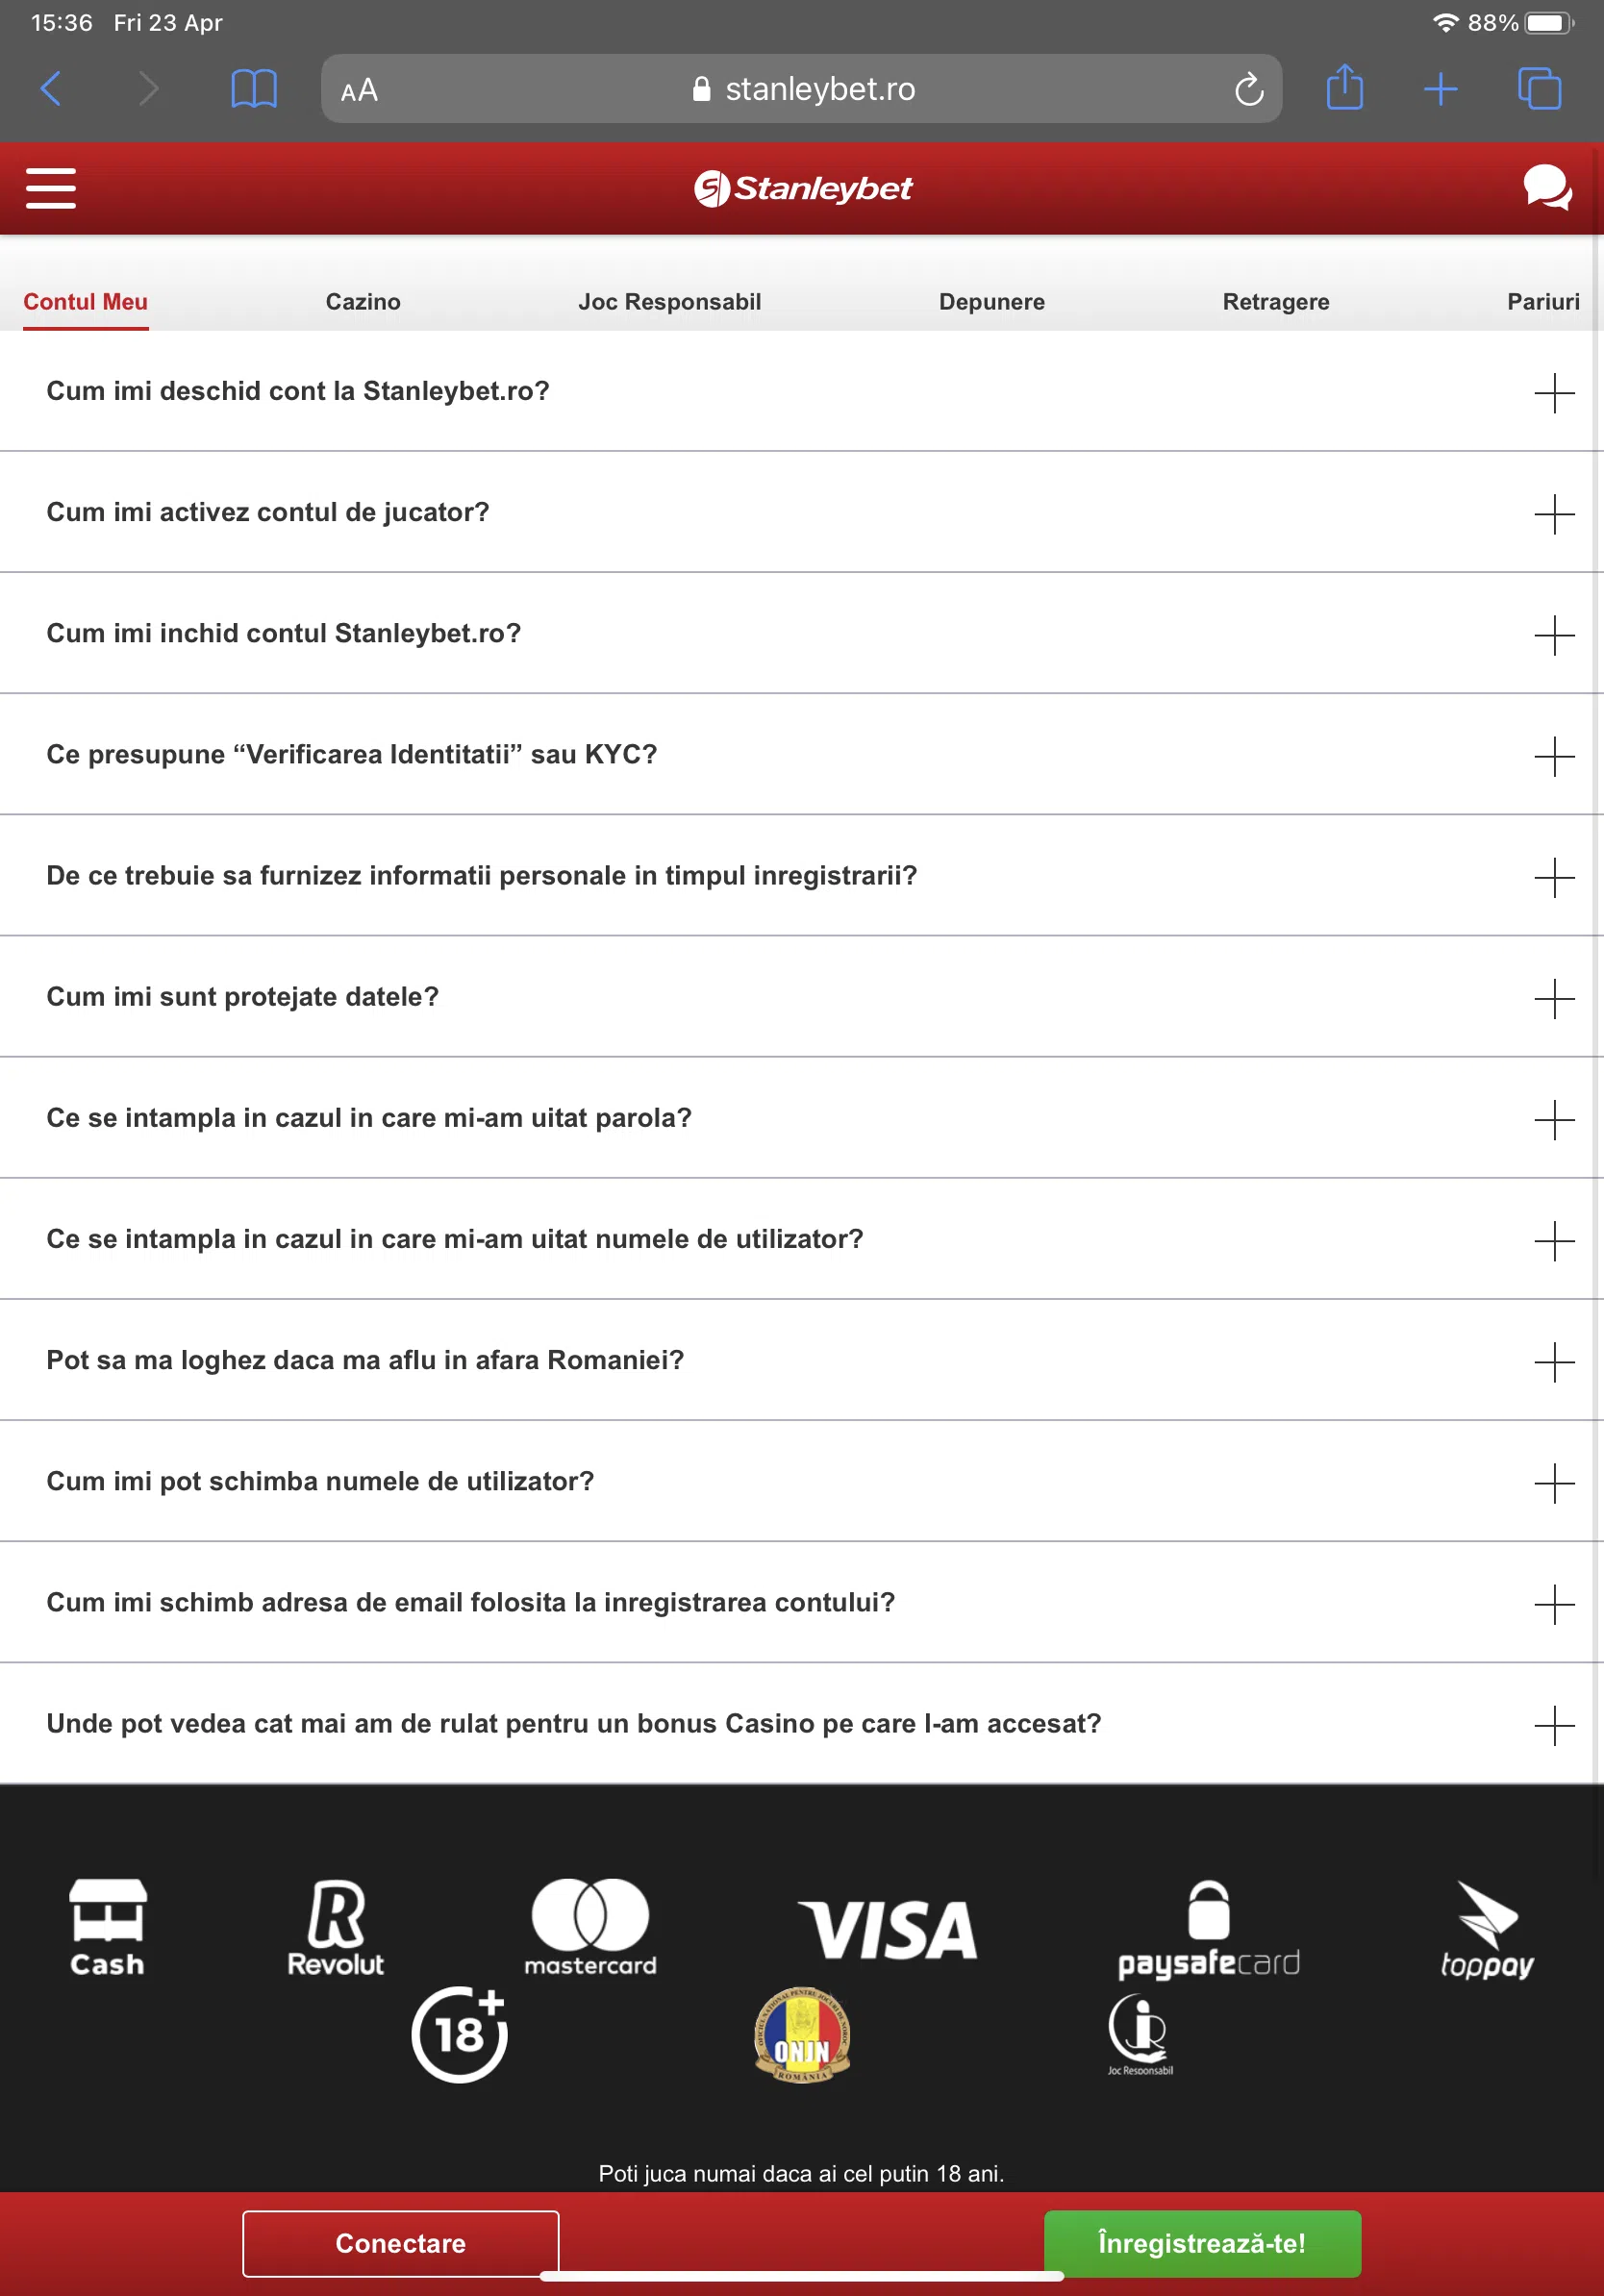 15:36 Fri 23 Apr
88%
AA
stanleybet.ro
Stanleybet
Contul Meu Cazino Joc Responsabil Depunere Retragere Pariuri
Cum imi deschid cont la Stanleybet.ro?
Cum imi activez contul de jucator?
Cum imi inchid contul Stanleybet.ro?
Ce presupune “Verificarea Identitatii” sau KYC?
De ce trebuie sa furnizez informatii personale in timpul inregistrarii?
Cum imi sunt protejate datele?
Ce se intampla in cazul in care mi-am uitat parola?
Ce se intampla in cazul in care mi-am uitat numele de utilizator?
Pot sa ma loghez daca ma aflu in afara Romaniei?
Cum imi pot schimba numele de utilizator?
Cum imi schimb adresa de email folosita la inregistrarea contului?
Unde pot vedea cat mai am de rulat pentru un bonus Casino pe care l-am accesat?
Cash Revolut mastercard VISA paysafecard toppay
18+
OFICIUL NATIONAL PENTRU JOCURI DE NOROC
ONJN
ROMÂNIA
Joc Responsabil
Poti juca numai daca ai cel putin 18 ani.
Conectare Înregistrează-te!